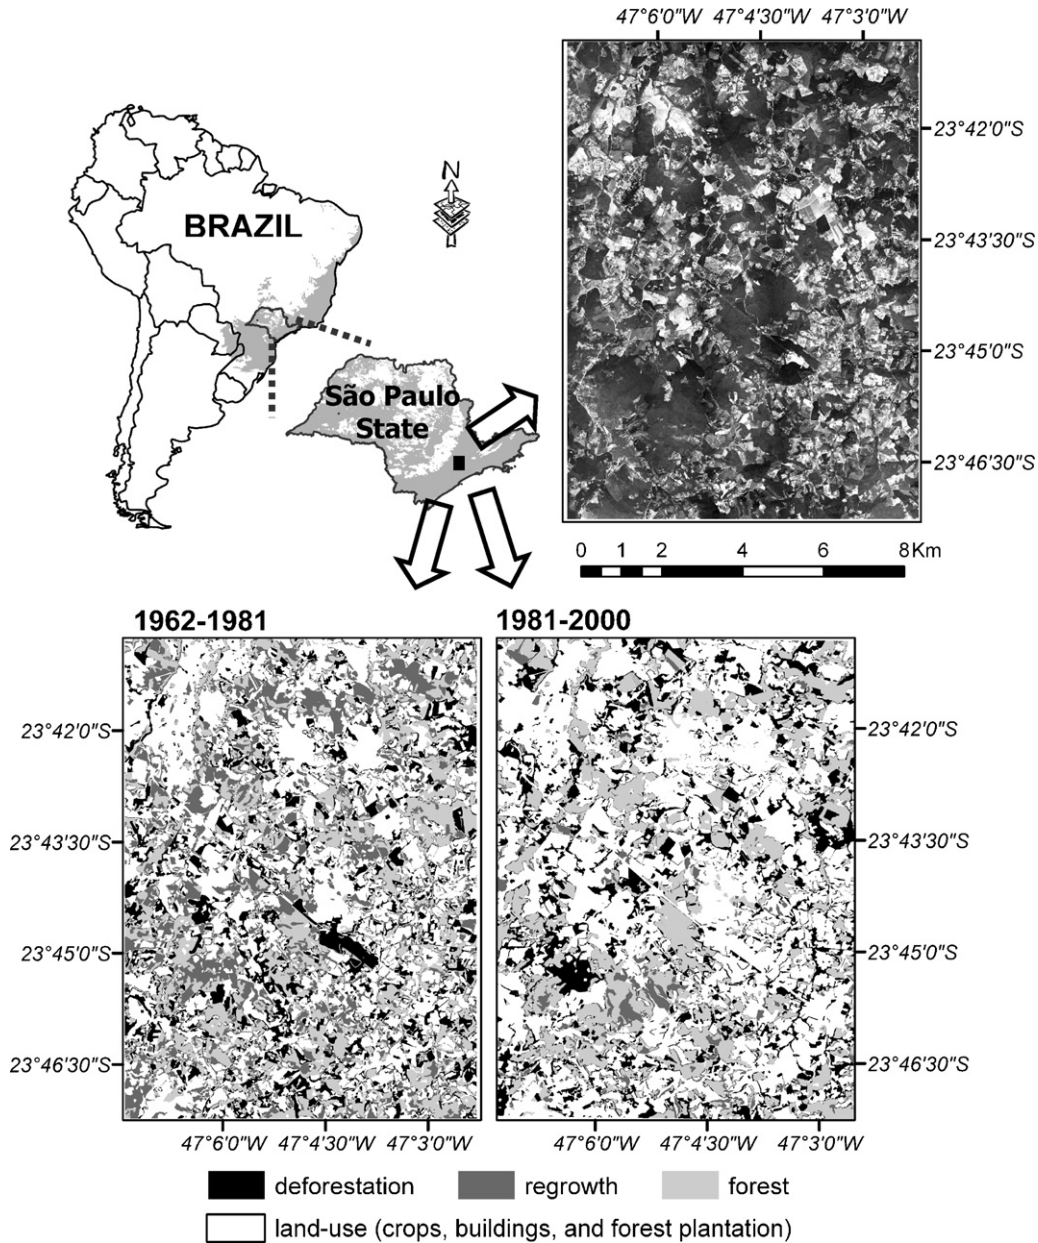 47°6'0"W 47°4'30"W 47°3'0"W
23°42'0"S
23°43'30"S
23°45'0"S
23°46'30"S
N
BRAZIL
São Paulo
State
0 1 2 4 6 8Km
1962-1981
1981-2000
23°42'0"S
23°43'30"S
23°45'0"S
23°46'30"S
23°42'0"S
23°43'30"S
23°45'0"S
23°46'30"S
47°6'0"W 47°4'30"W 47°3'0"W
47°6'0"W 47°4'30"W 47°3'0"W
deforestation regrowth forest
land-use (crops, buildings, and forest plantation)